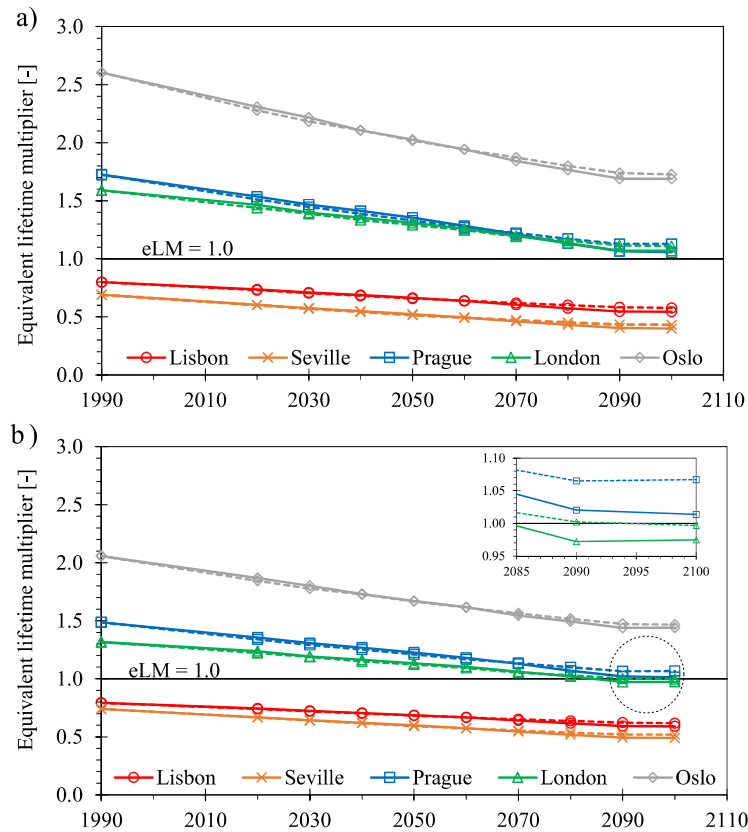 a)
Equivalent lifetime multiplier [-]
3.0
2.5
2.0
1.5
1.0
0.5
0.0
eLM = 1.0
Lisbon Seville Prague London Oslo
1990 2010 2030 2050 2070 2090 2110
b)
Equivalent lifetime multiplier [-]
3.0
2.5
2.0
1.5
1.0
0.5
0.0
1.10
1.05
1.00
0.95
2085 2090 2095 2100
eLM = 1.0
Lisbon Seville Prague London Oslo
1990 2010 2030 2050 2070 2090 2110